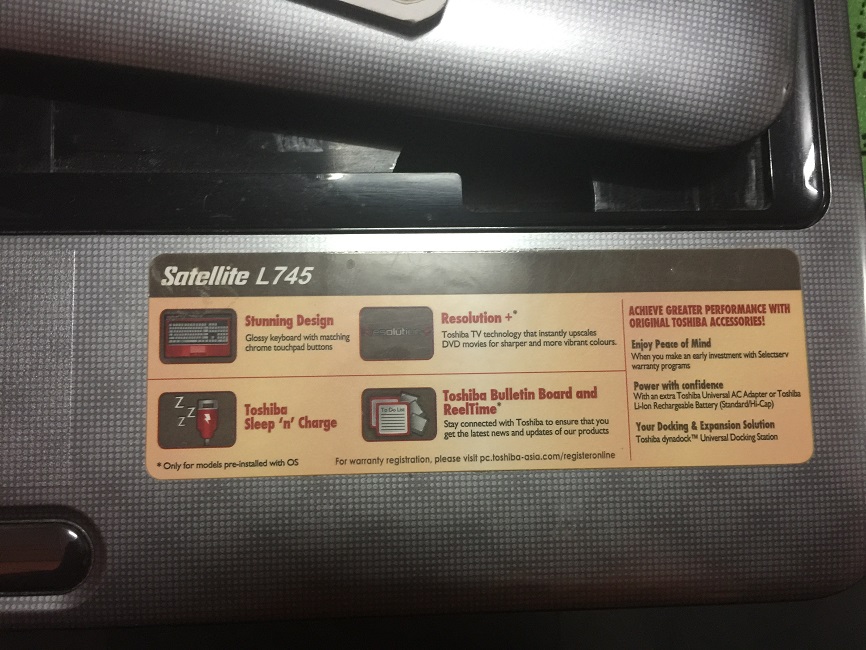 Satellite L745
Stunning Design
Glossy keyboard with matching
chrome touchpad buttons
Resolution +*
Toshiba TV technology that instantly upscales
DVD movies for sharper and more vibrant colours.
Toshiba
Sleep 'n' Charge
Z
Z
Z
To Do List
Toshiba Bulletin Board and
ReelTime*
Stay connected with Toshiba to ensure that you
get the latest news and updates of our products
* Only for models pre-installed with OS
For warranty registration, please visit pc.toshiba-asia.com/registeronline
ACHIEVE GREATER PERFORMANCE WITH
ORIGINAL TOSHIBA ACCESSORIES!
Enjoy Peace of Mind
When you make an early investment with Selectserv
warranty programs
Power with confidence
With an extra Toshiba Universal AC Adapter or Toshiba
Li-Ion Rechargeable Battery (Standard/Hi-Cap)
Your Docking & Expansion Solution
Toshiba dynadock™ Universal Docking Station